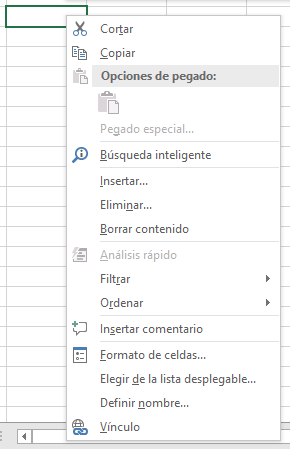 Cortar
Copiar
Opciones de pegado:
Pegado especial...
Búsqueda inteligente
Insertar...
Eliminar...
Borrar contenido
Análisis rápido
Filtrar
Ordenar
Insertar comentario
Formato de celdas...
Elegir de la lista desplegable...
Definir nombre...
Vínculo